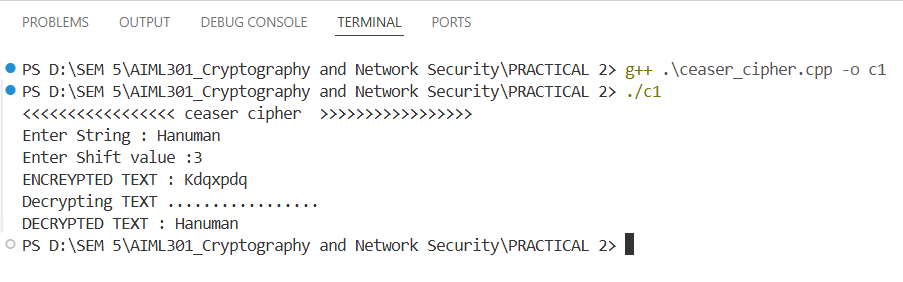 PROBLEMS OUTPUT DEBUG CONSOLE TERMINAL PORTS
PS D:\SEM 5\AIML301_Cryptography and Network Security\PRACTICAL 2> g++ .\ceaser_cipher.cpp -o c1
PS D:\SEM 5\AIML301_Cryptography and Network Security\PRACTICAL 2> ./c1
<<<<<<<<<<<<<<<<< ceaser cipher  >>>>>>>>>>>>>>>>>
Enter String : Hanuman
Enter Shift value :3
ENCREYPTED TEXT : Kdqxpdq
Decrypting TEXT .................
DECRYPTED TEXT : Hanuman
PS D:\SEM 5\AIML301_Cryptography and Network Security\PRACTICAL 2>